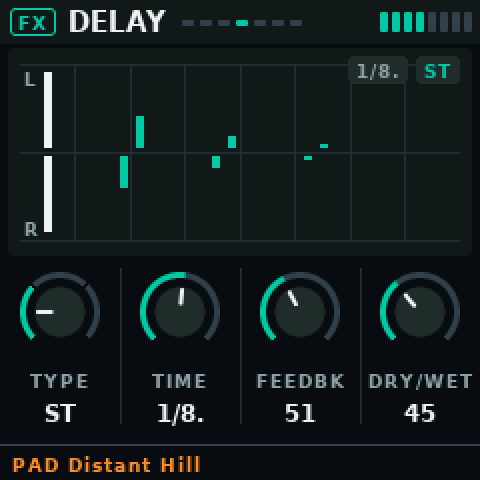 FX DELAY
L 1/8. ST
R
TYPE TIME FEEDBK DRY/WET
ST 1/8. 51 45
PAD Distant Hill